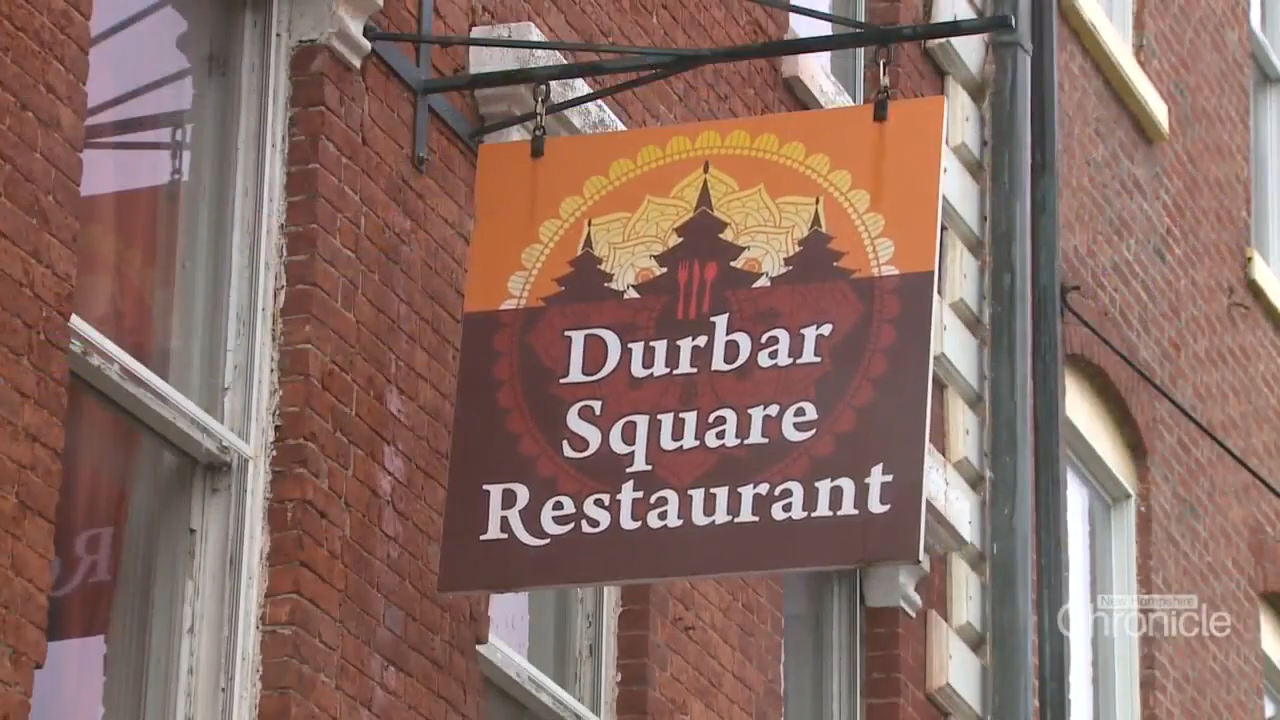 Durbar
Square
Restaurant
New Hampshire
Chronicle